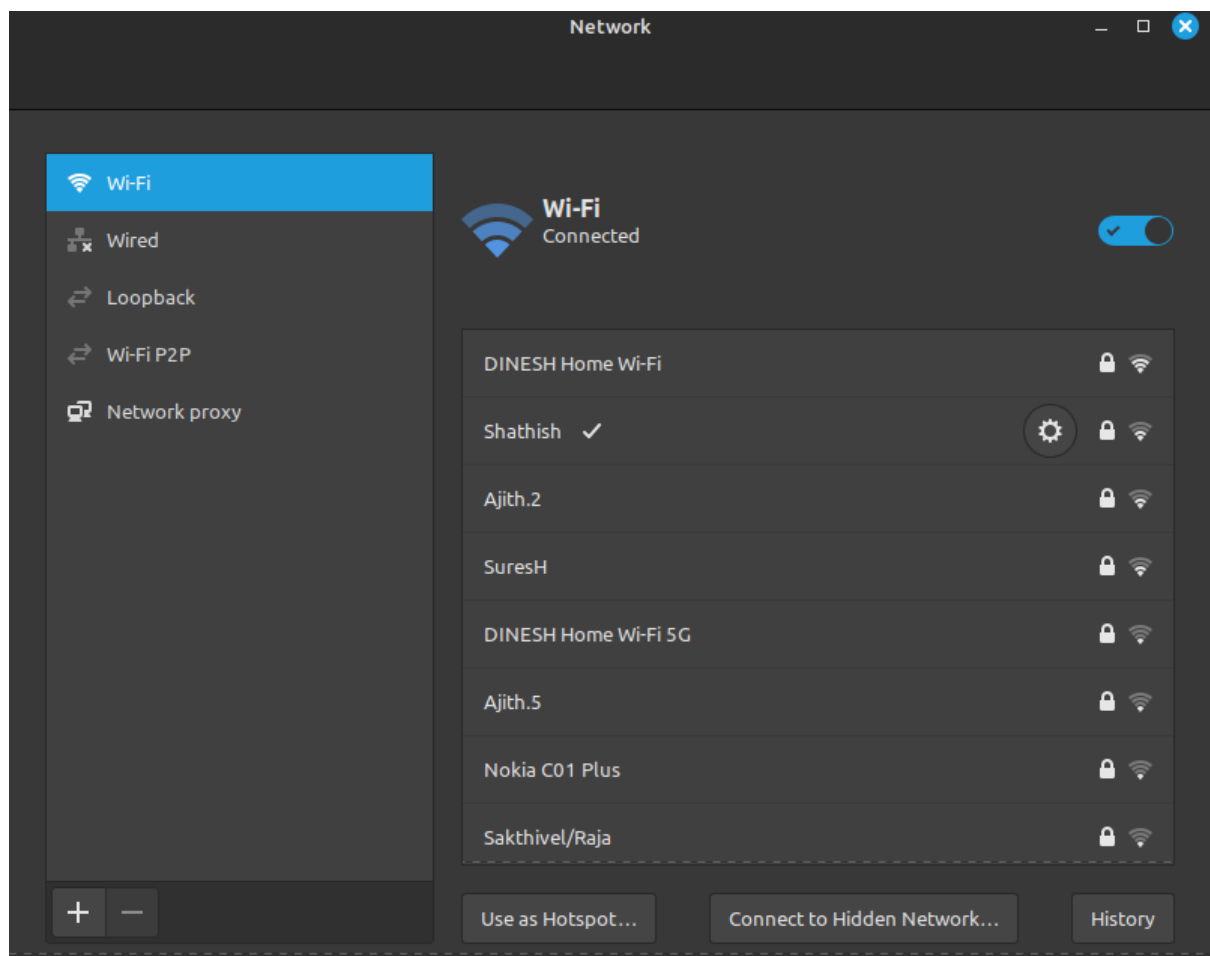 Network
Wi-Fi
Wired
Loopback
Wi-Fi P2P
Network proxy
Wi-Fi
Connected
DINESH Home Wi-Fi
Shathish
Ajith.2
SuresH
DINESH Home Wi-Fi 5G
Ajith.5
Nokia C01 Plus
Sakthivel/Raja
Use as Hotspot...
Connect to Hidden Network...
History